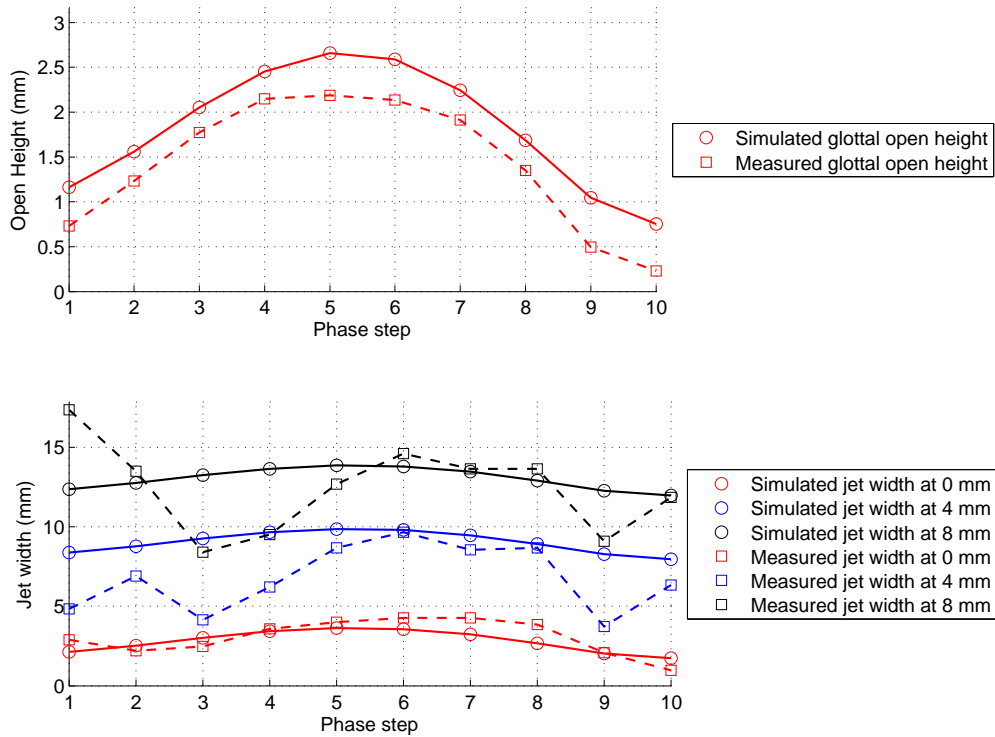 3
2.5
2
1.5
1
0.5
0
Open Height (mm)
1 2 3 4 5 6 7 8 9 10
Phase step
Simulated glottal open height
Measured glottal open height
15
10
5
0
Jet width (mm)
1 2 3 4 5 6 7 8 9 10
Phase step
Simulated jet width at 0 mm
Simulated jet width at 4 mm
Simulated jet width at 8 mm
Measured jet width at 0 mm
Measured jet width at 4 mm
Measured jet width at 8 mm